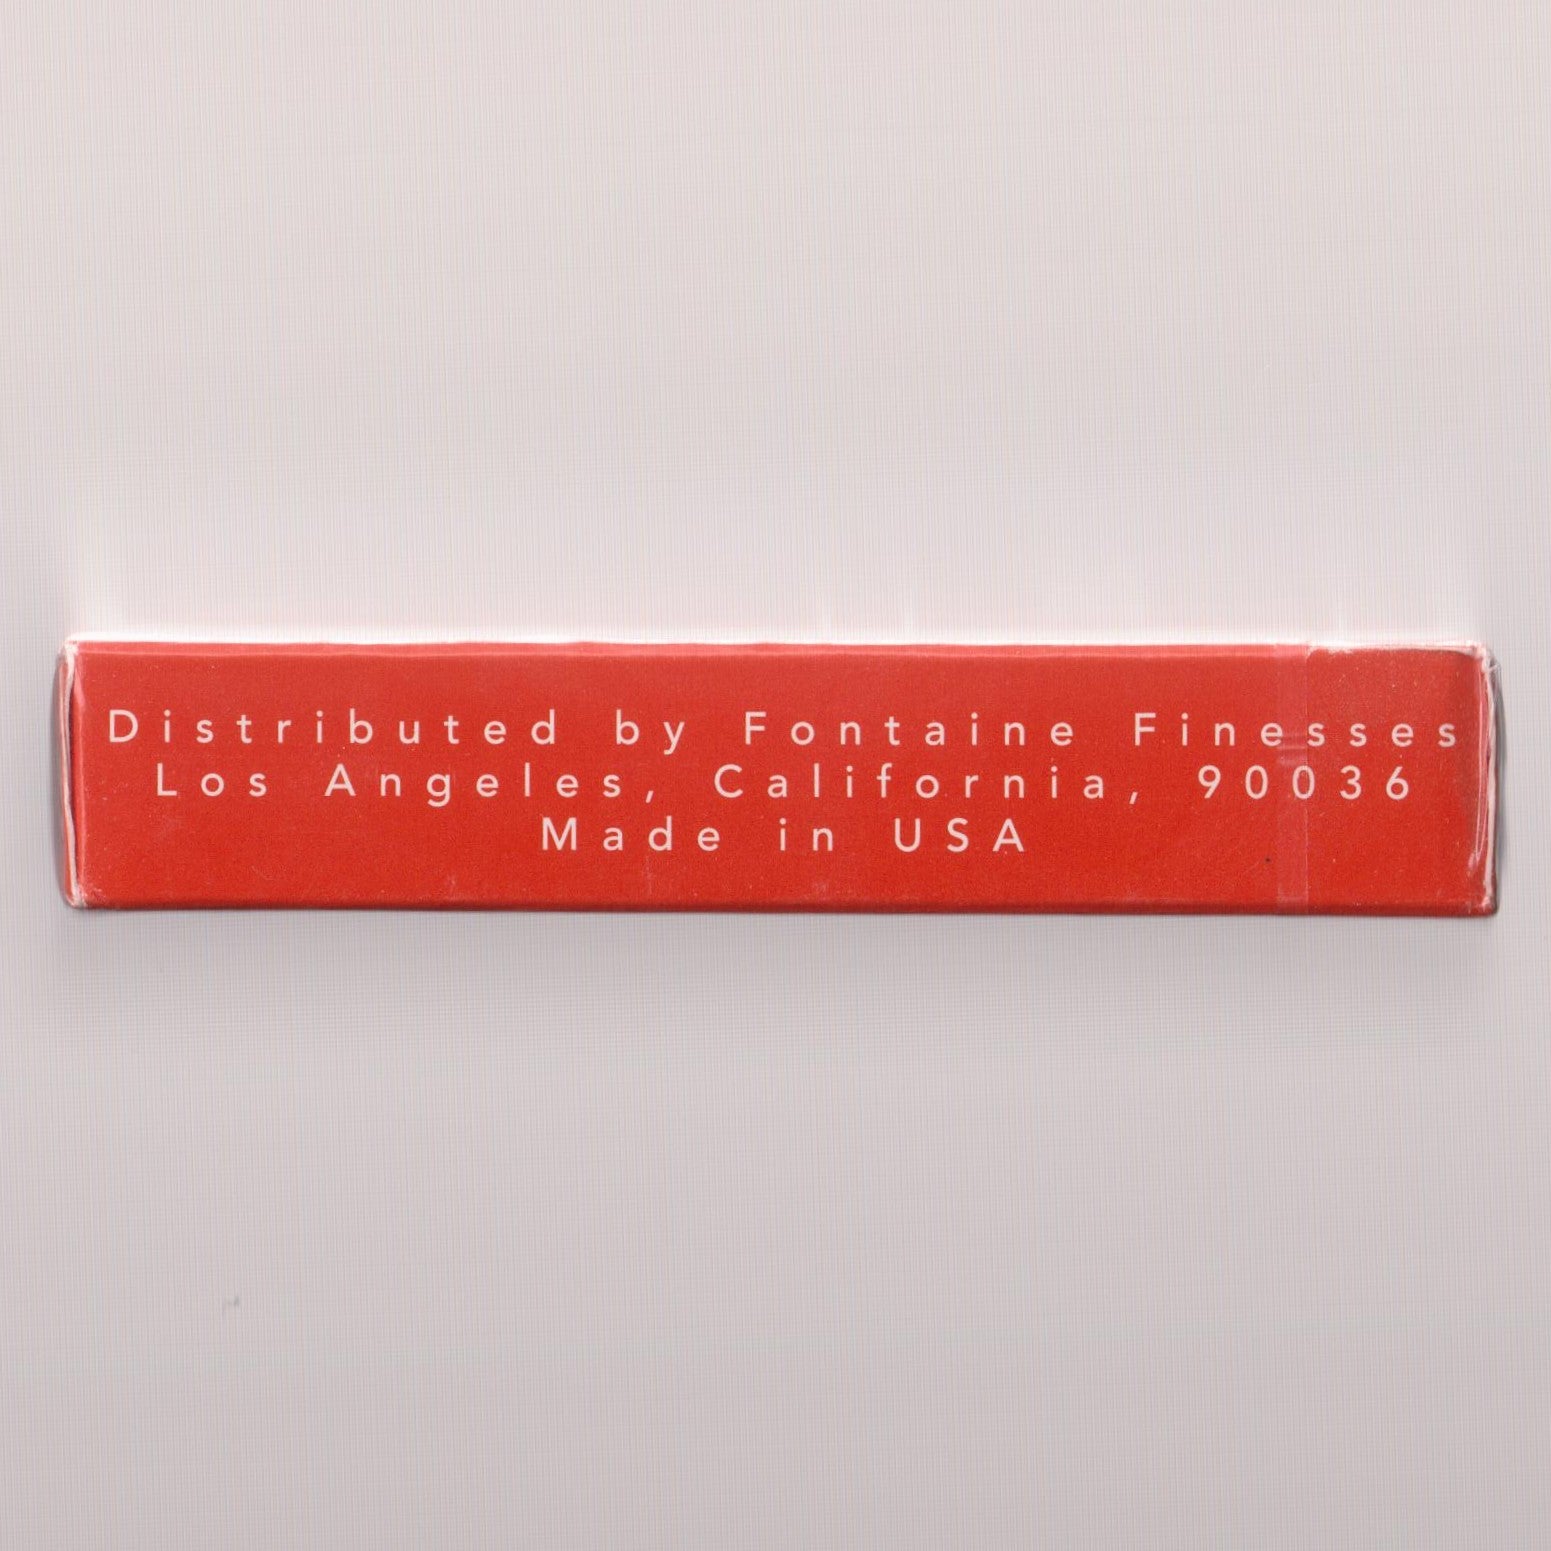 Distributed by Fontaine Finesses
Los Angeles, California, 90036
Made in USA